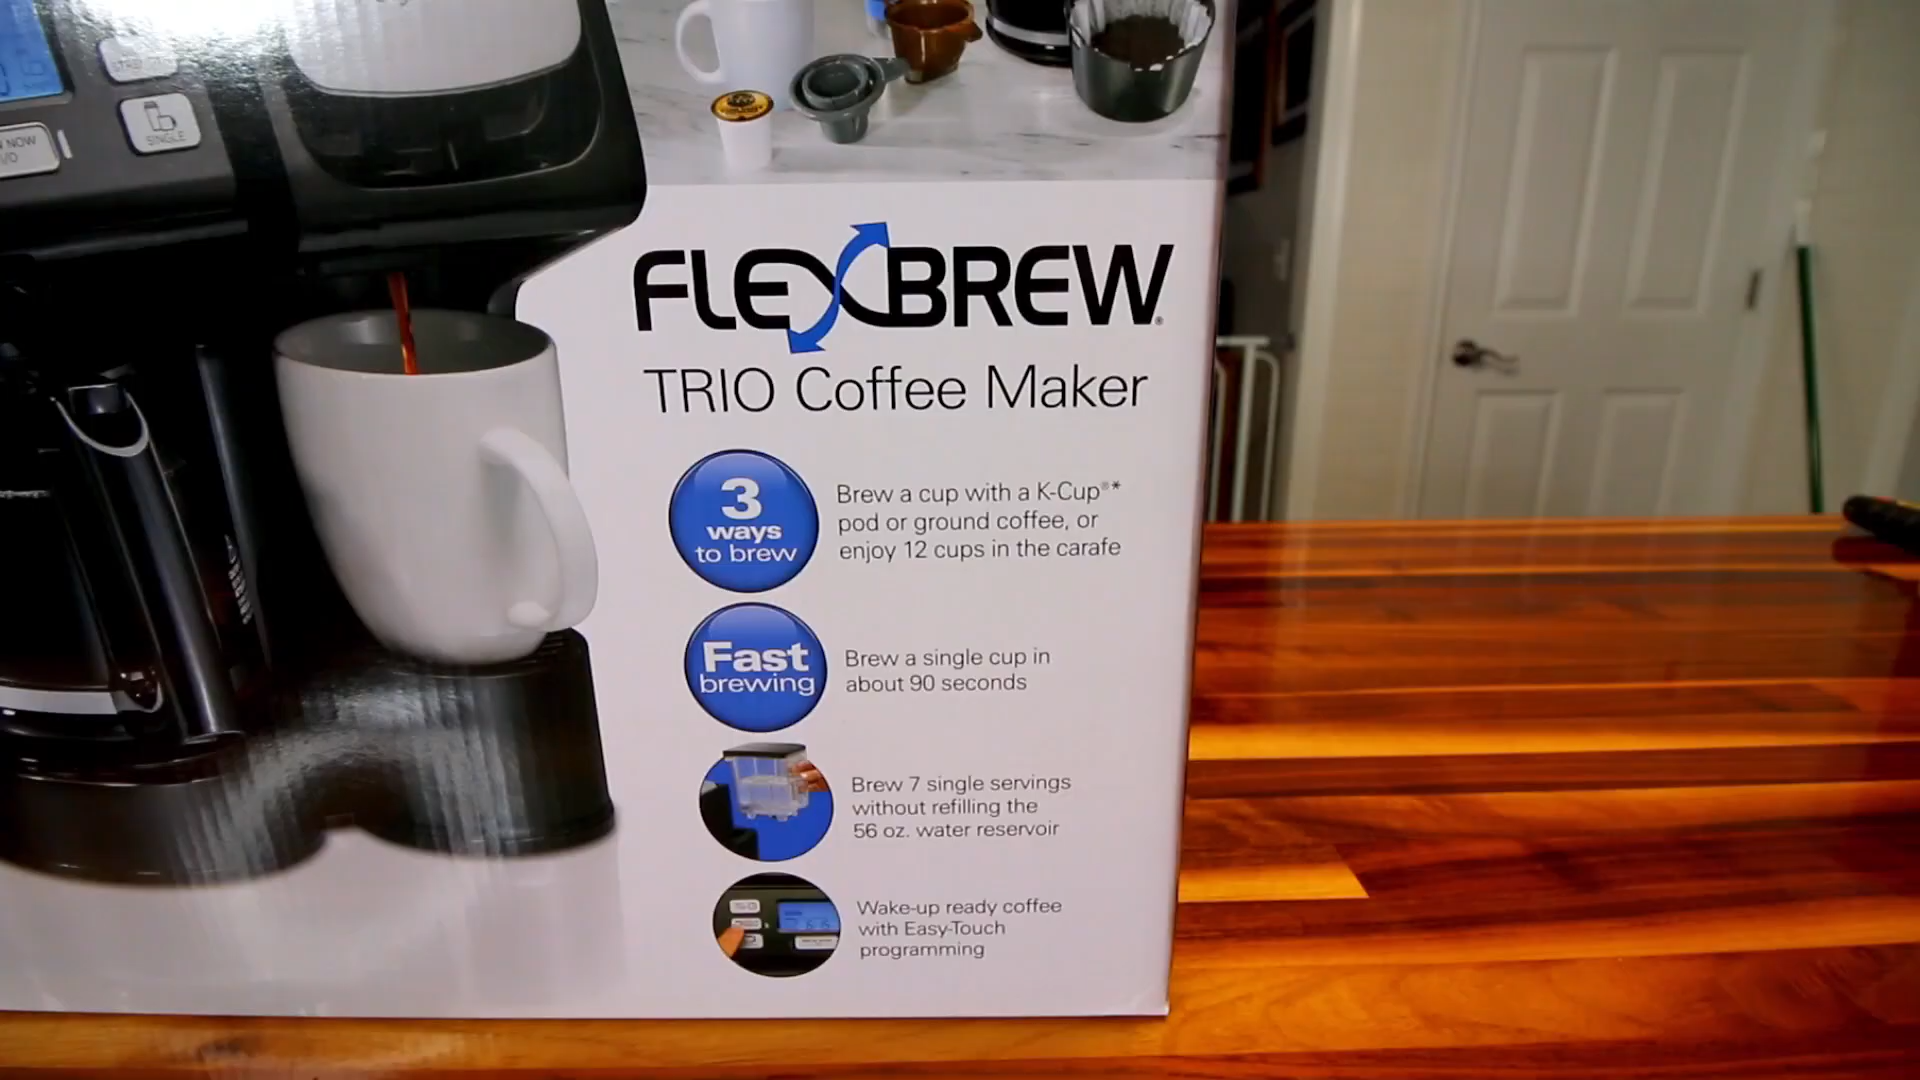 SINGLE
NOW
I/O
FLEXBREW®
TRIO Coffee Maker
3
ways
to brew
Brew a cup with a K-Cup®*
pod or ground coffee, or
enjoy 12 cups in the carafe
Fast
brewing
Brew a single cup in
about 90 seconds
Brew 7 single servings
without refilling the
56 oz. water reservoir
Wake-up ready coffee
with Easy-Touch
programming